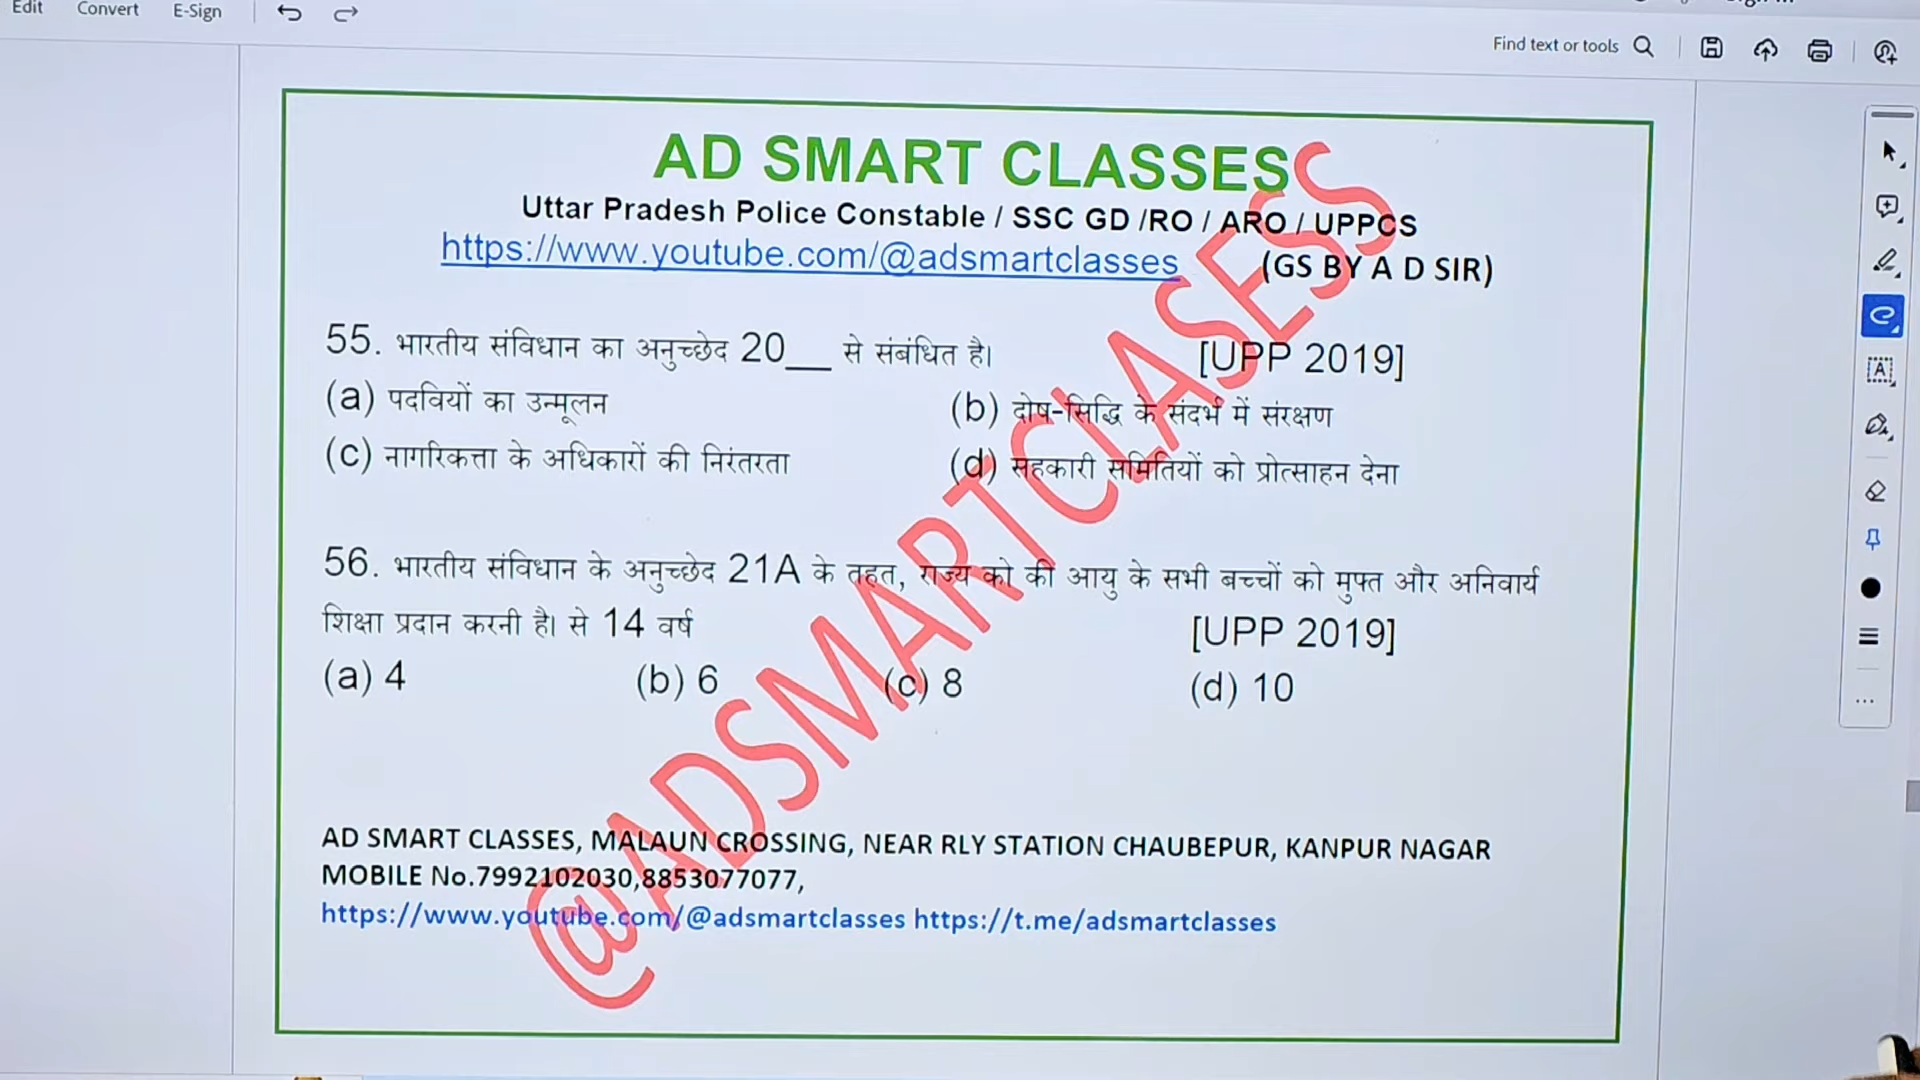 Edit Convert E-Sign
Find text or tools
AD SMART CLASSES
Uttar Pradesh Police Constable / SSC GD /RO / ARO / UPPCS
https://www.youtube.com/@adsmartclasses (GS BY A D SIR)
55. भारतीय संविधान का अनुच्छेद 20__ से संबंधित है। [UPP 2019]
(a) पदवियों का उन्मूलन (b) दोष-सिद्धि के संदर्भ में संरक्षण
(c) नागरिकत्ता के अधिकारों की निरंतरता (d) सहकारी समितियों को प्रोत्साहन देना
56. भारतीय संविधान के अनुच्छेद 21A के तहत, राज्य को की आयु के सभी बच्चों को मुफ्त और अनिवार्य
शिक्षा प्रदान करनी है। से 14 वर्ष [UPP 2019]
(a) 4 (b) 6 (c) 8 (d) 10
@ADSMARTCLASESS
AD SMART CLASSES, MALAUN CROSSING, NEAR RLY STATION CHAUBEPUR, KANPUR NAGAR
MOBILE No.7992102030,8853077077,
https://www.youtube.com/@adsmartclasses https://t.me/adsmartclasses